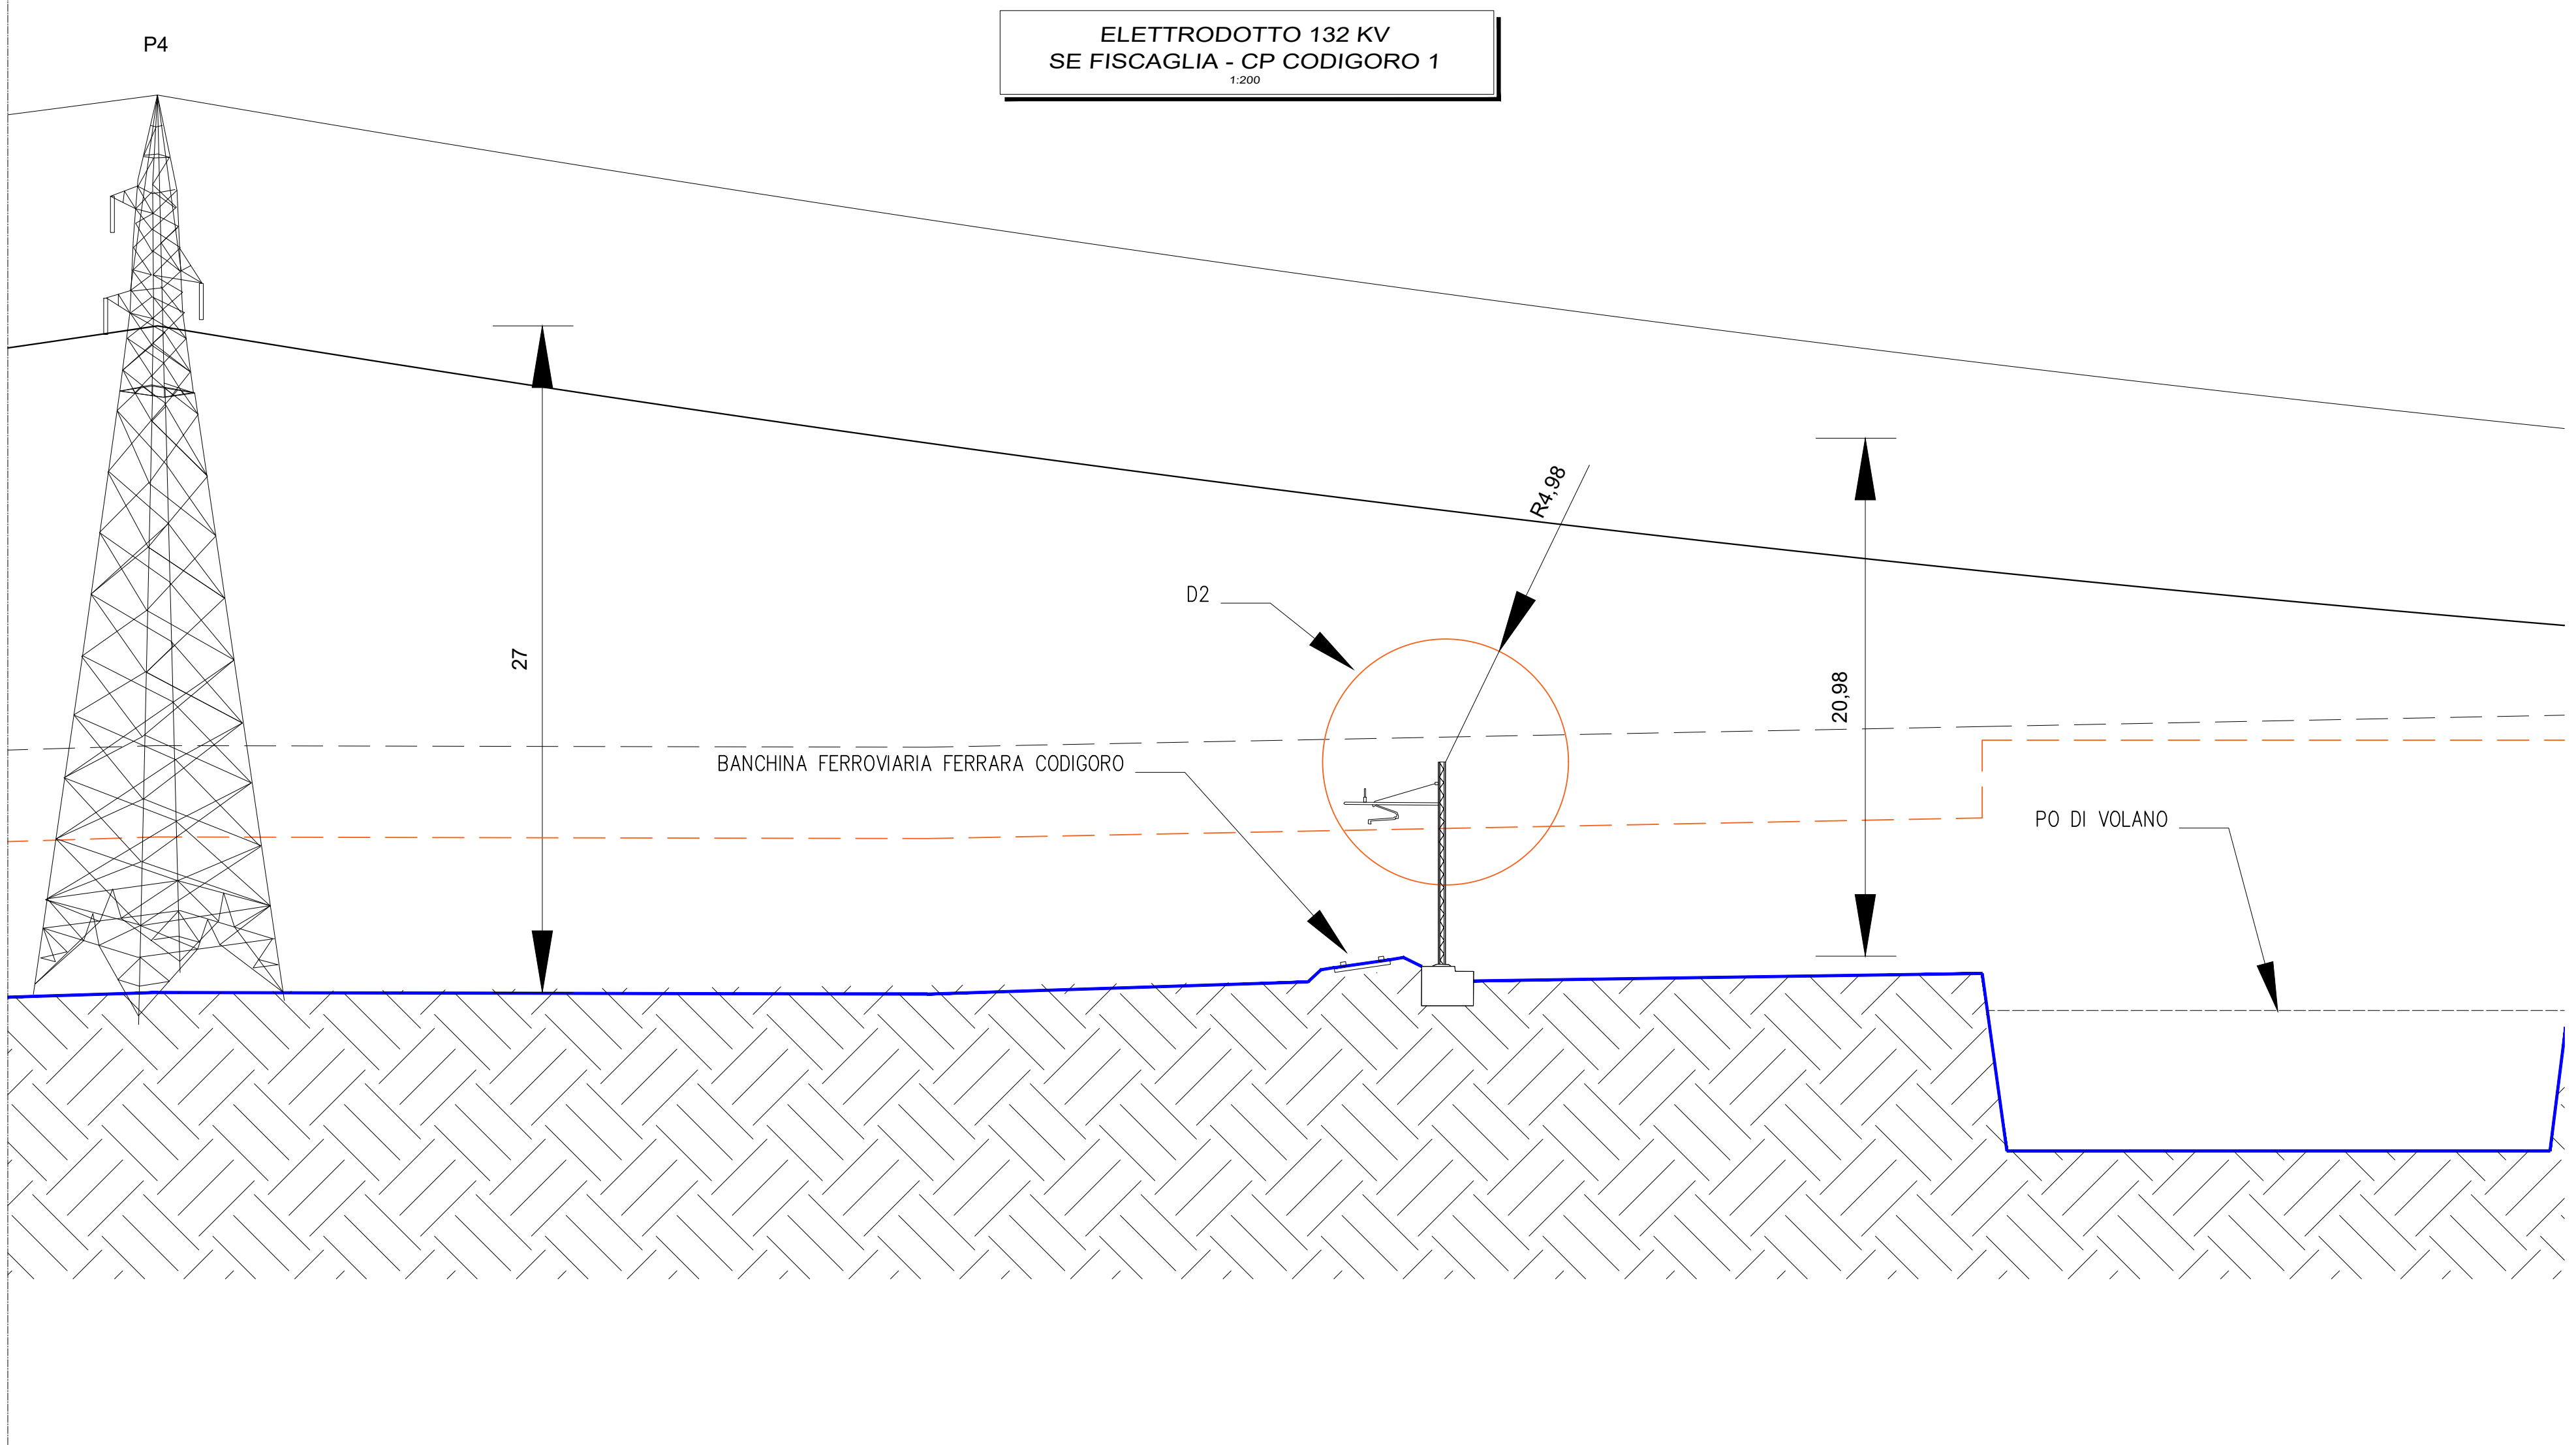 P4
ELETTRODOTTO 132 KV
SE FISCAGLIA - CP CODIGORO 1
1:200
R4,98
D2
27
20,98
BANCHINA FERROVIARIA FERRARA CODIGORO
PO DI VOLANO